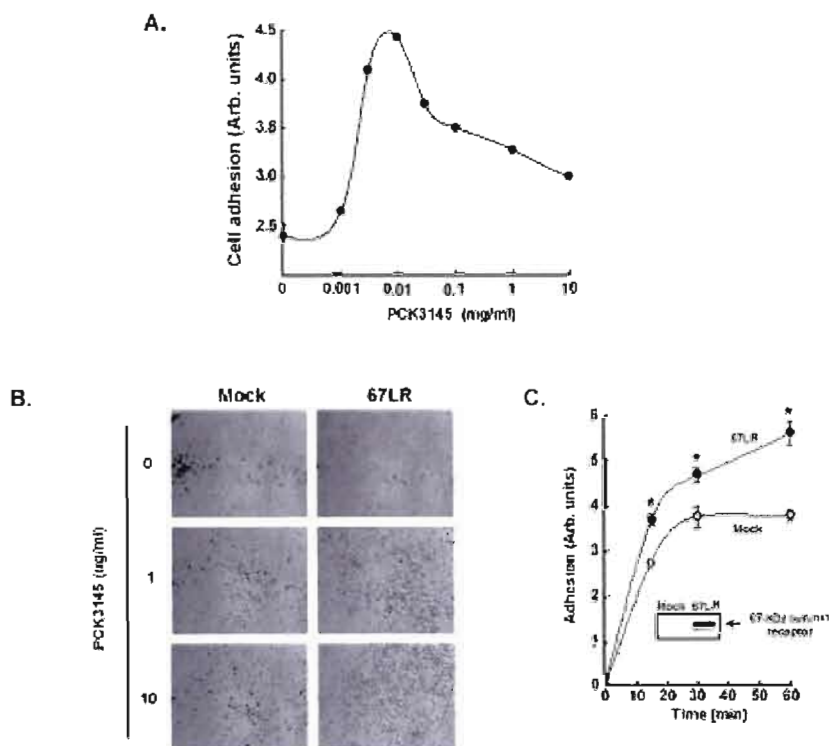 A.
4.5
4.0
3.5
3.0
2.5
Cell adhesion (Arb. units)
0 0.001 0.01 0.1 1 10
PCK3145 (mg/ml)
B.
Mock 67LR
PCK3145 (ug/ml)
0
1
10
C.
Adhesion (Arb. units)
6
5
4
3
2
1
0
67LR
Mock
Mock 67LR
receptor
0 10 20 30 40 50 60
Time [min]